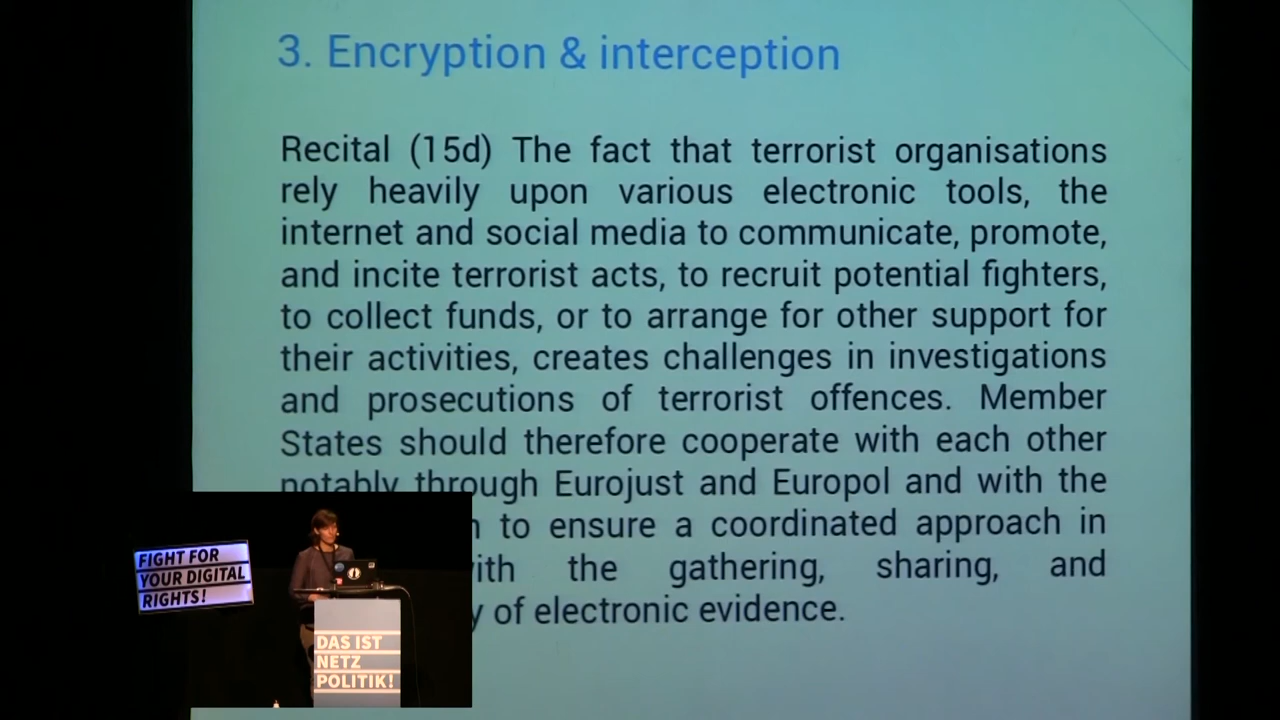 3. Encryption & interception
Recital (15d) The fact that terrorist organisations
rely heavily upon various electronic tools, the
internet and social media to communicate, promote,
and incite terrorist acts, to recruit potential fighters,
to collect funds, or to arrange for other support for
their activities, creates challenges in investigations
and prosecutions of terrorist offences. Member
States should therefore cooperate with each other
notably through Eurojust and Europol and with the
to ensure a coordinated approach in
the gathering, sharing, and
of electronic evidence.
FIGHT FOR
YOUR DIGITAL
RIGHTS!
DAS IST
NETZ
POLITIK!